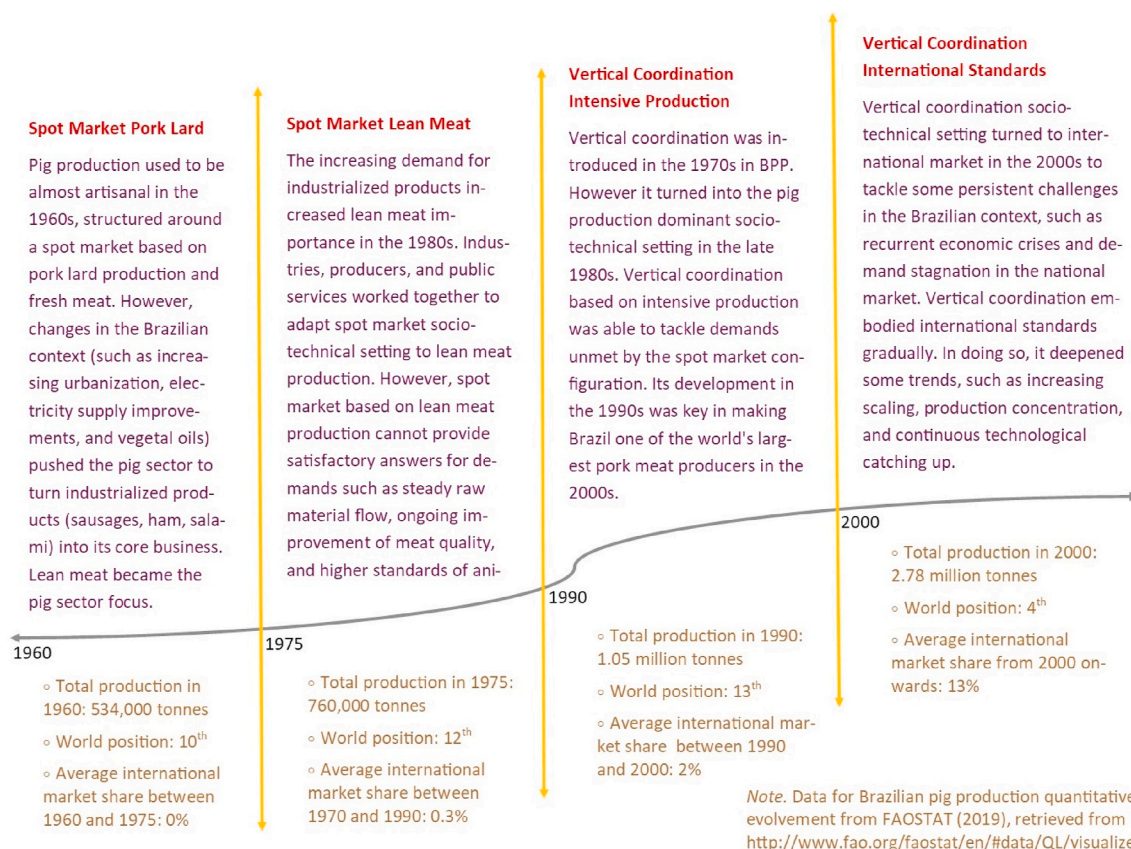 Spot Market Pork Lard
Pig production used to be
almost artisanal in the
1960s, structured around
a spot market based on
pork lard production and
fresh meat. However,
changes in the Brazilian
context (such as increa-
sing urbanization, elec-
tricity supply improve-
ments, and vegetal oils)
pushed the pig sector to
turn industrialized prod-
ucts (sausages, ham, sala-
mi) into its core business.
Lean meat became the
pig sector focus.
1960
◦ Total production in
1960: 534,000 tonnes
◦ World position: 10th
◦ Average international
market share between
1960 and 1975: 0%
Spot Market Lean Meat
The increasing demand for
industrialized products in-
creased lean meat im-
portance in the 1980s. Indus-
tries, producers, and public
services worked together to
adapt spot market socio-
technical setting to lean meat
production. However, spot
market based on lean meat
production cannot provide
satisfactory answers for de-
mands such as steady raw
material flow, ongoing im-
provement of meat quality,
and higher standards of ani-
1975
◦ Total production in 1975:
760,000 tonnes
◦ World position: 12th
◦ Average international
market share between
1970 and 1990: 0.3%
Vertical Coordination
Intensive Production
Vertical coordination was in-
troduced in the 1970s in BPP.
However it turned into the pig
production dominant socio-
technical setting in the late
1980s. Vertical coordination
based on intensive production
was able to tackle demands
unmet by the spot market con-
figuration. Its development in
the 1990s was key in making
Brazil one of the world's larg-
est pork meat producers in the
2000s.
1990
◦ Total production in 1990:
1.05 million tonnes
◦ World position: 13th
◦ Average international mar-
ket share between 1990
and 2000: 2%
Vertical Coordination
International Standards
Vertical coordination socio-
technical setting turned to inter-
national market in the 2000s to
tackle some persistent challenges
in the Brazilian context, such as
recurrent economic crises and de-
mand stagnation in the national
market. Vertical coordination em-
bodied international standards
gradually. In doing so, it deepened
some trends, such as increasing
scaling, production concentration,
and continuous technological
catching up.
2000
◦ Total production in 2000:
2.78 million tonnes
◦ World position: 4th
◦ Average international
market share from 2000 on-
wards: 13%
Note. Data for Brazilian pig production quantitative
evolvement from FAOSTAT (2019), retrieved from
http://www.fao.org/faostat/en/#data/QL/visualize